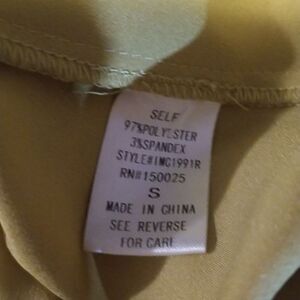 SELF
97%POLYESTER
3%SPANDEX
STYLE#IMC1991R
RN#150025
S
MADE IN CHINA
SEE REVERSE
FOR CARE